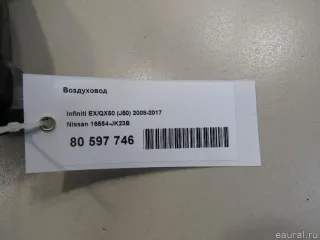 Воздуховод
Infiniti EX/QX50 (J50) 2008-2017
Nissan 16554-JK23B
80 597 746
eaural.ru